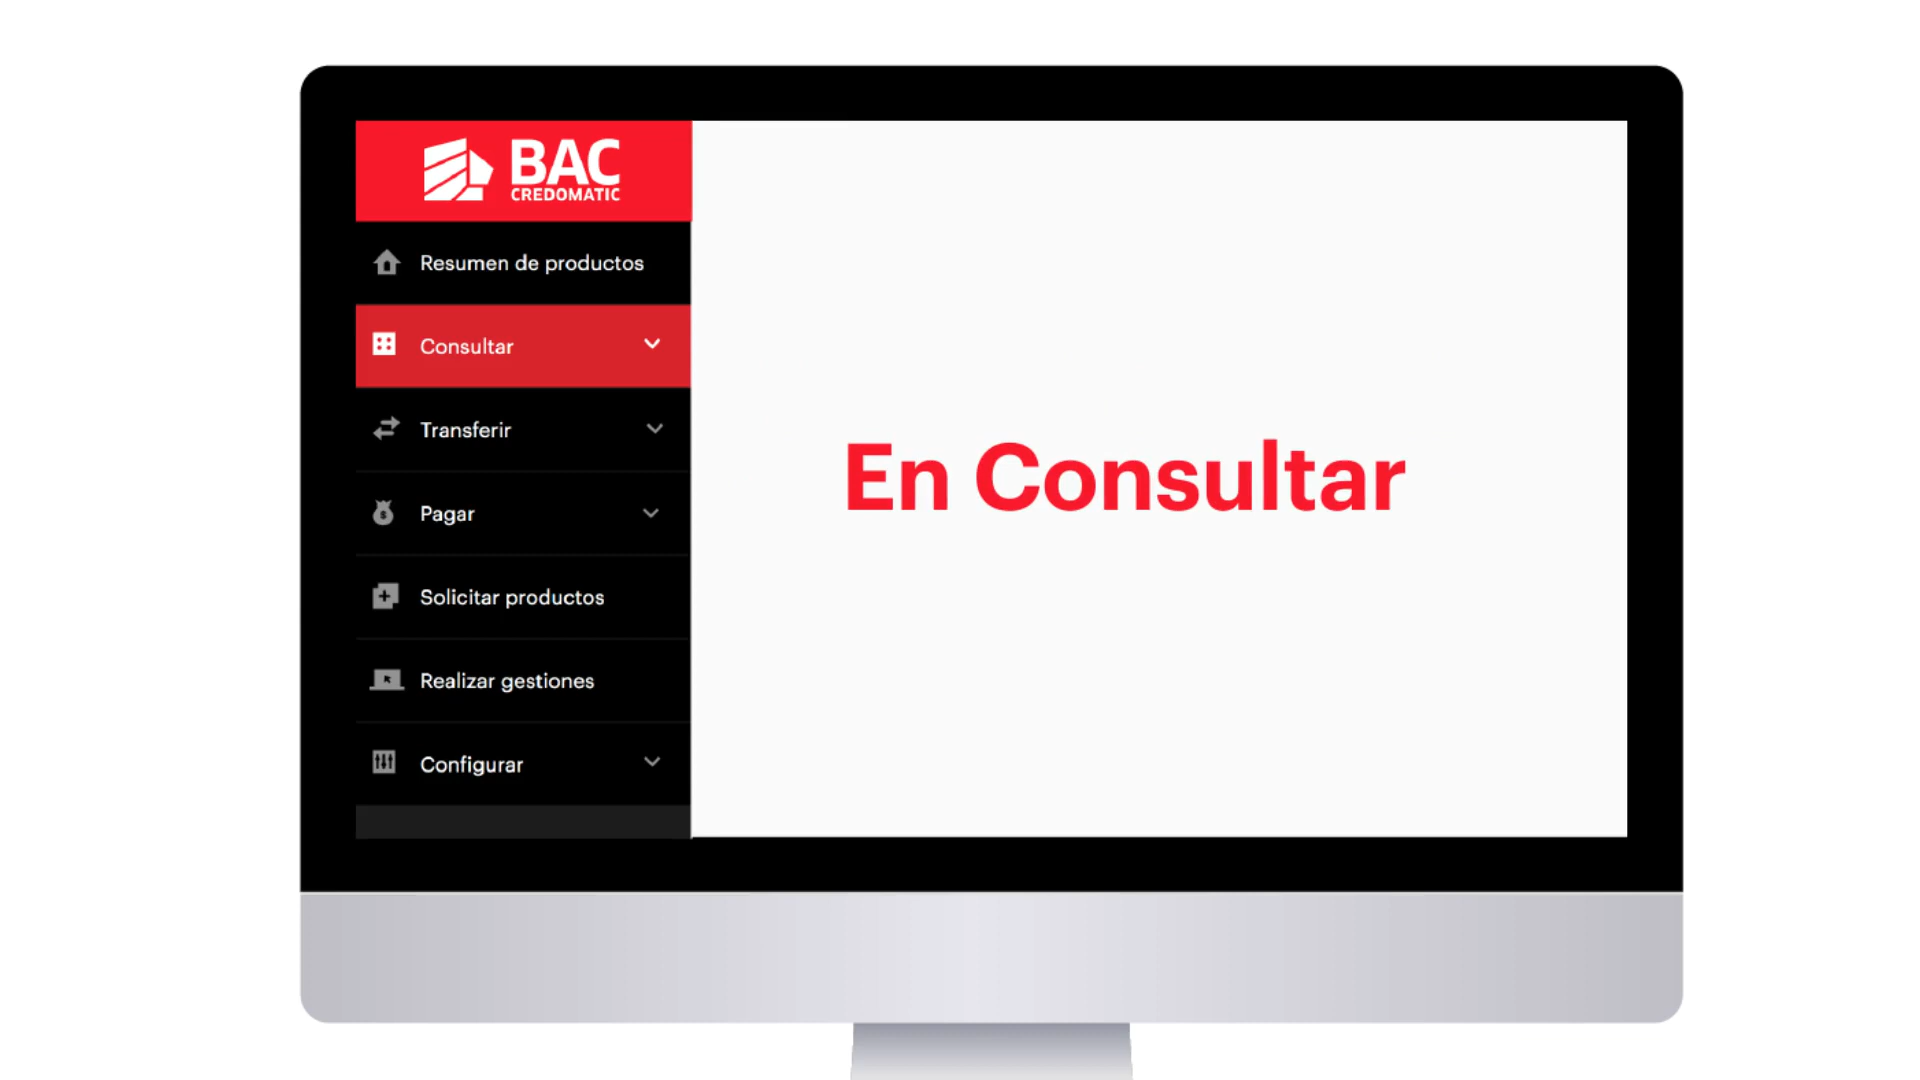 BAC
CREDOMATIC
Resumen de productos
Consultar
Transferir
Pagar
Solicitar productos
Realizar gestiones
Configurar
En Consultar